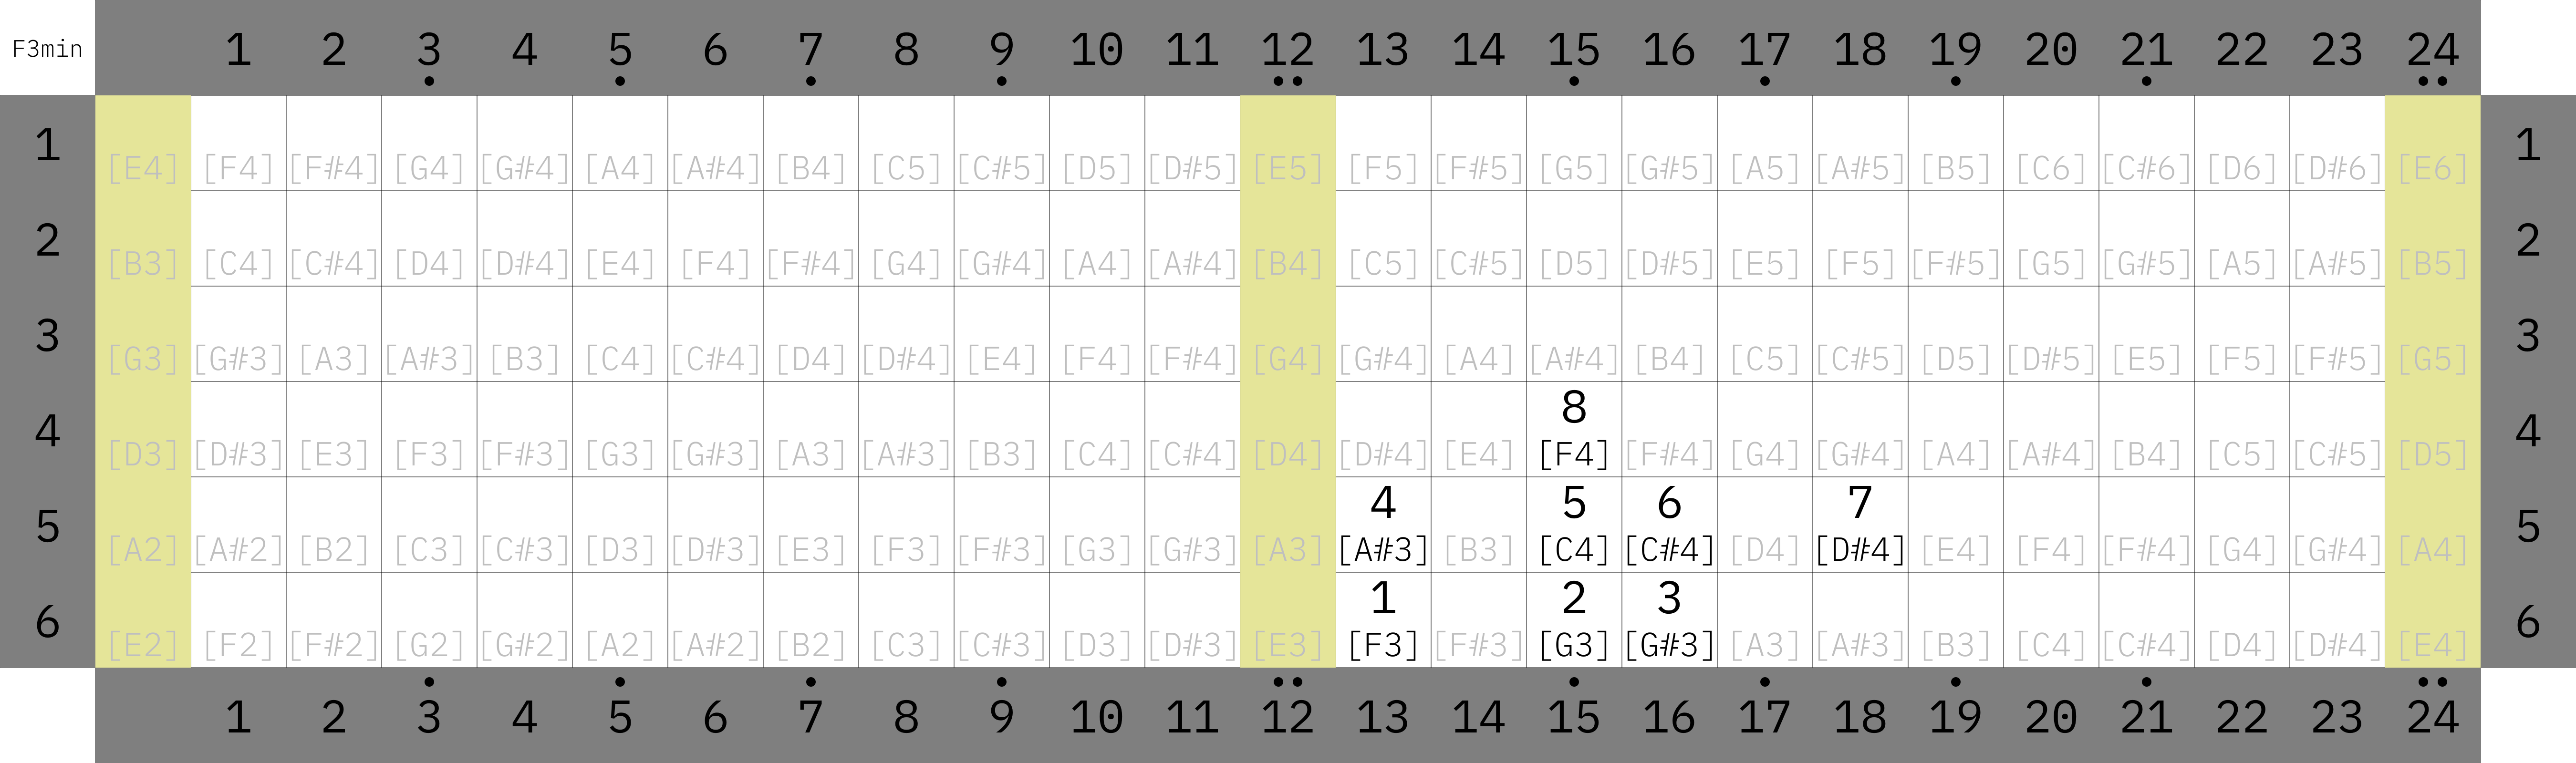 F3min 1 2 3 4 5 6 7 8 9 10 11 12 13 14 15 16 17 18 19 20 21 22 23 24
1 [E4] [F4] [F#4] [G4] [G#4] [A4] [A#4] [B4] [C5] [C#5] [D5] [D#5] [E5] [F5] [F#5] [G5] [G#5] [A5] [A#5] [B5] [C6] [C#6] [D6] [D#6] [E6] 1
2 [B3] [C4] [C#4] [D4] [D#4] [E4] [F4] [F#4] [G4] [G#4] [A4] [A#4] [B4] [C5] [C#5] [D5] [D#5] [E5] [F5] [F#5] [G5] [G#5] [A5] [A#5] [B5] 2
3 [G3] [G#3] [A3] [A#3] [B3] [C4] [C#4] [D4] [D#4] [E4] [F4] [F#4] [G4] [G#4] [A4] [A#4] [B4] [C5] [C#5] [D5] [D#5] [E5] [F5] [F#5] [G5] 3
8
4 [D3] [D#3] [E3] [F3] [F#3] [G3] [G#3] [A3] [A#3] [B3] [C4] [C#4] [D4] [D#4] [E4] [F4] [F#4] [G4] [G#4] [A4] [A#4] [B4] [C5] [C#5] [D5] 4
4 5 6 7
5 [A2] [A#2] [B2] [C3] [C#3] [D3] [D#3] [E3] [F3] [F#3] [G3] [G#3] [A3] [A#3] [B3] [C4] [C#4] [D4] [D#4] [E4] [F4] [F#4] [G4] [G#4] [A4] 5
1 2 3
6 [E2] [F2] [F#2] [G2] [G#2] [A2] [A#2] [B2] [C3] [C#3] [D3] [D#3] [E3] [F3] [F#3] [G3] [G#3] [A3] [A#3] [B3] [C4] [C#4] [D4] [D#4] [E4] 6
1 2 3 4 5 6 7 8 9 10 11 12 13 14 15 16 17 18 19 20 21 22 23 24